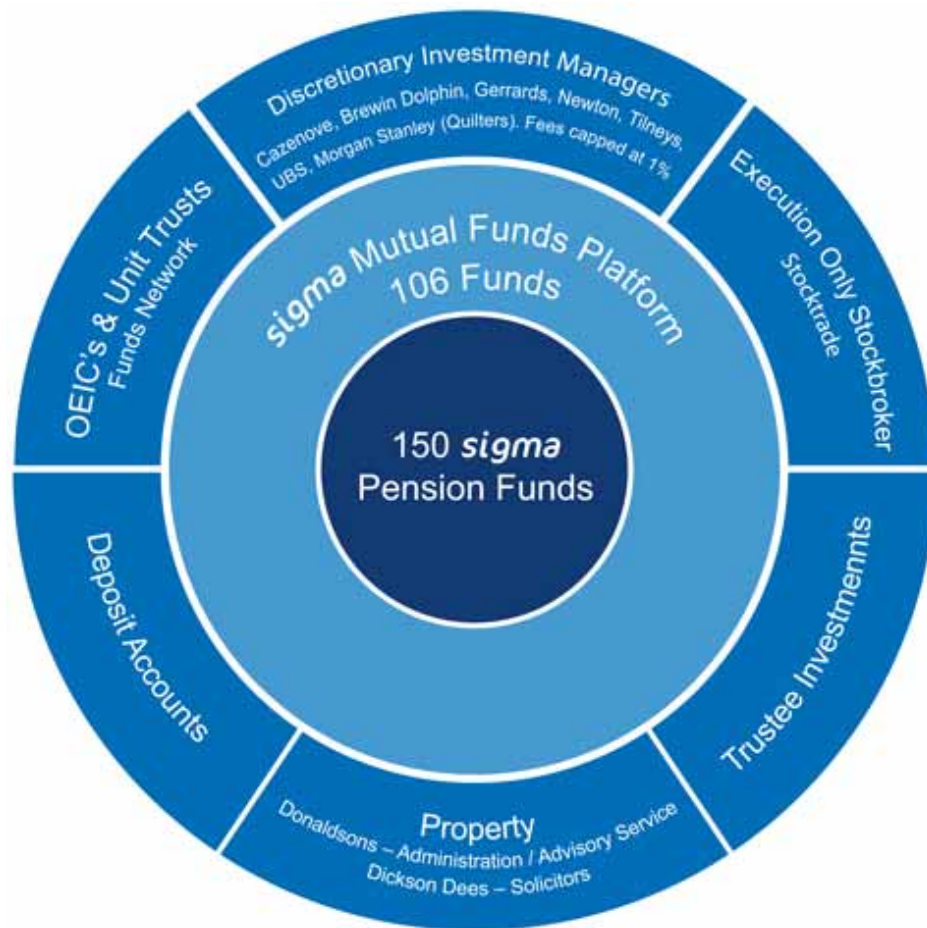 Discretionary Investment Managers
Cazenove, Brewin Dolphin, Gerrards, Newton, Tilneys,
UBS, Morgan Stanley (Quilters). Fees capped at 1%
Execution Only Stockbroker
Stocktrade
Trustee Investmennts
Property
Donaldsons – Administration / Advisory Service
Dickson Dees – Solicitors
Deposit Accounts
OEIC's & Unit Trusts
Funds Network
sigma Mutual Funds Platform
106 Funds
150 sigma
Pension Funds